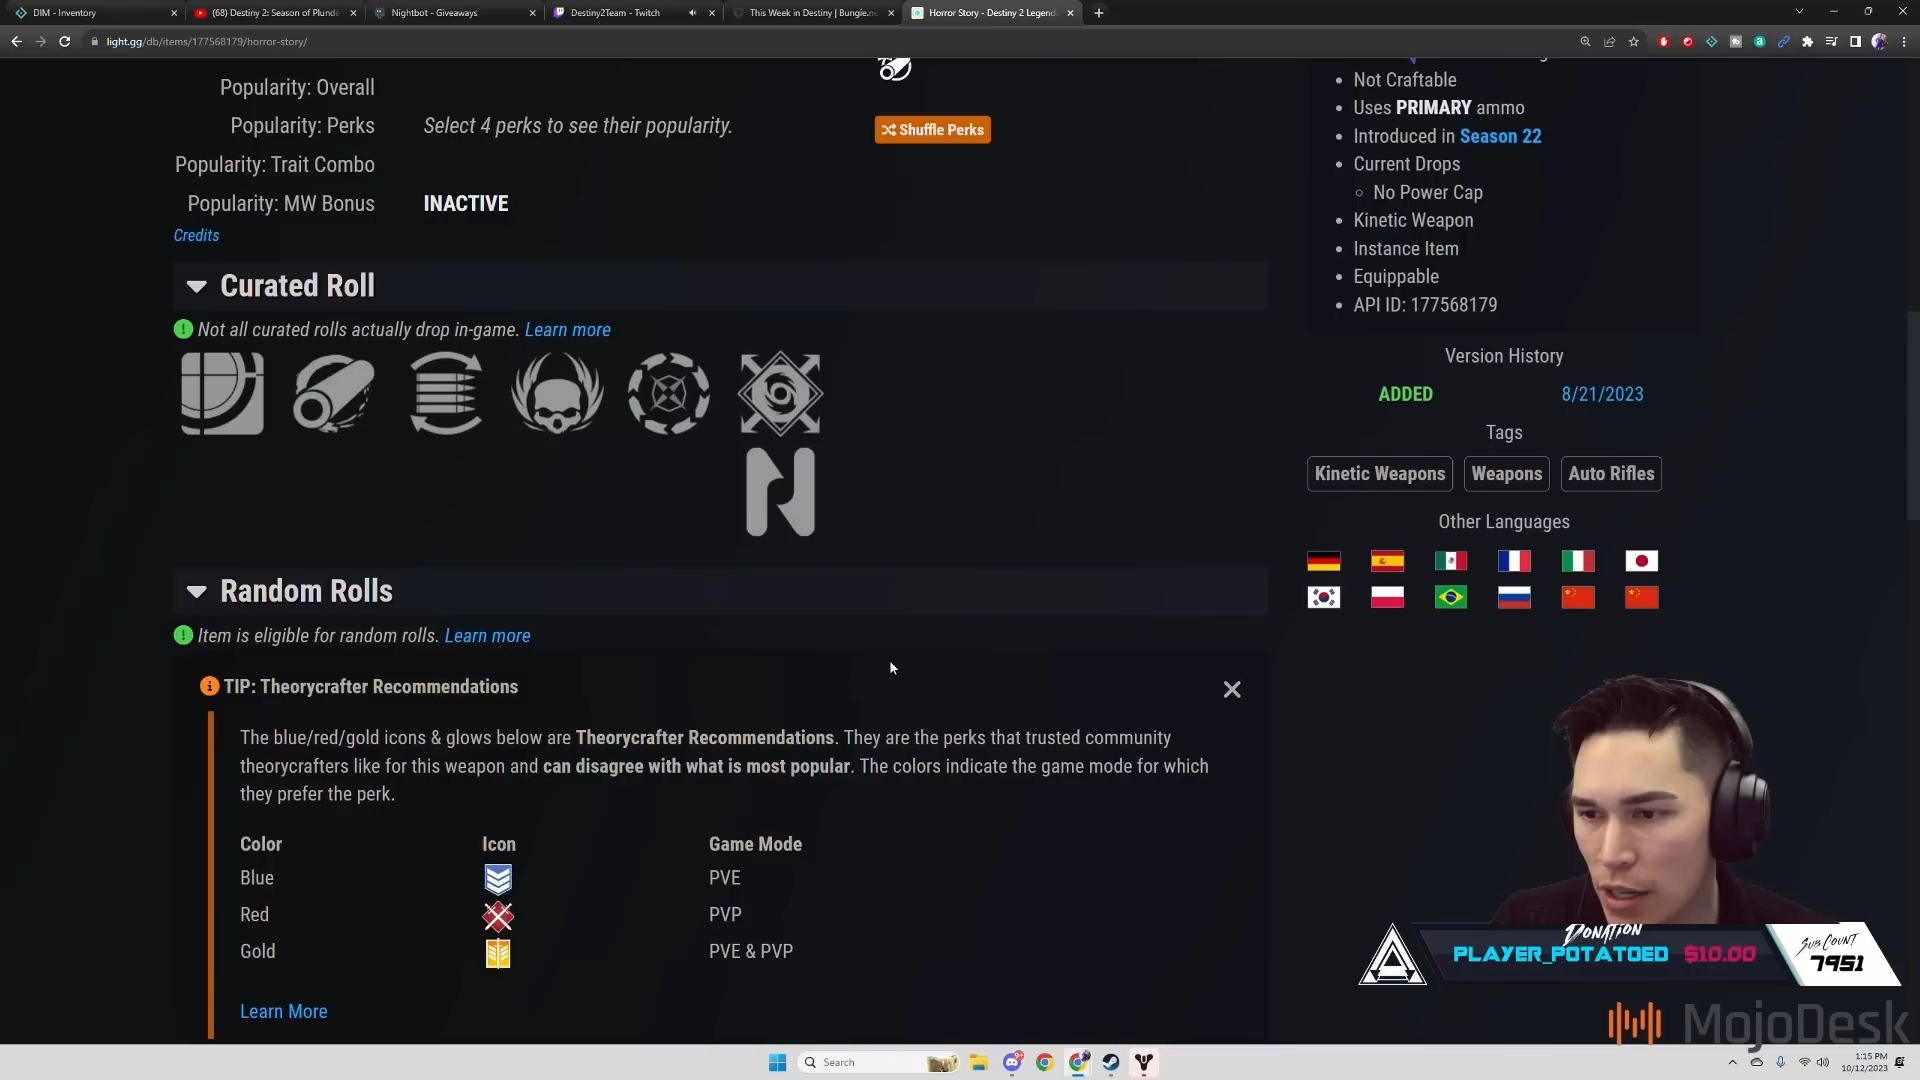 DIM - Inventory
(68) Destiny 2: Season of Plunde
Nightbot - Giveaways
Destiny2Team - Twitch
This Week in Destiny | Bungie.ne
Horror Story - Destiny 2 Legend
light.gg/db/items/177568179/horror-story/
Popularity: Overall
Popularity: Perks
Select 4 perks to see their popularity.
Shuffle Perks
Popularity: Trait Combo
Popularity: MW Bonus
INACTIVE
Credits
Curated Roll
Not all curated rolls actually drop in-game. Learn more
Random Rolls
Item is eligible for random rolls. Learn more
TIP: Theorycrafter Recommendations
The blue/red/gold icons & glows below are Theorycrafter Recommendations. They are the perks that trusted community
theorycrafters like for this weapon and can disagree with what is most popular. The colors indicate the game mode for which
they prefer the perk.
Color Icon Game Mode
Blue PVE
Red PVP
Gold PVE & PVP
Learn More
Not Craftable
Uses PRIMARY ammo
Introduced in Season 22
Current Drops
No Power Cap
Kinetic Weapon
Instance Item
Equippable
API ID: 177568179
Version History
ADDED 8/21/2023
Tags
Kinetic Weapons Weapons Auto Rifles
Other Languages
DONATION
PLAYER_POTATOED $10.00
SUB COUNT
7951
MojoDesk
Search
9+
1:15 PM
10/12/2023